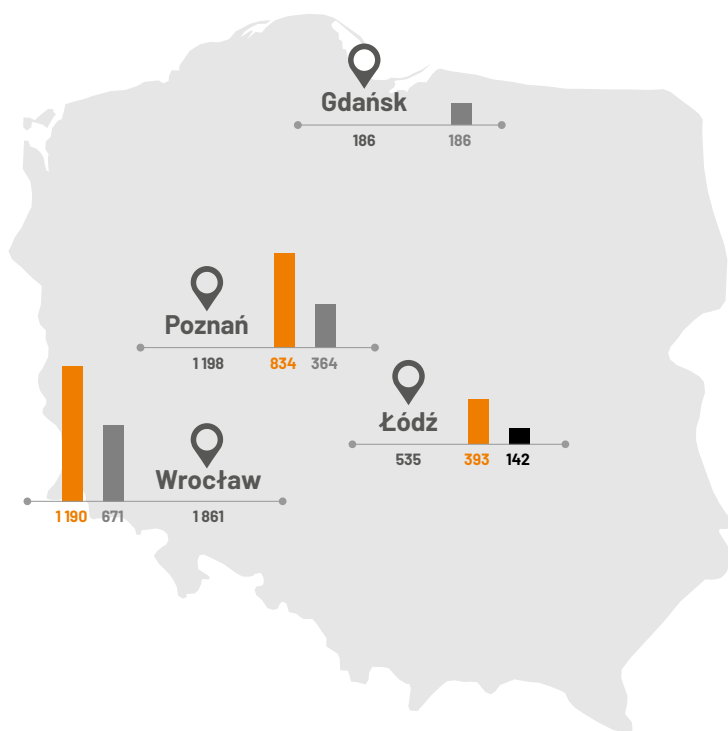 Gdańsk
186 186
Poznań
1 198 834 364
Łódź
535 393 142
Wrocław
1 190 671 1 861